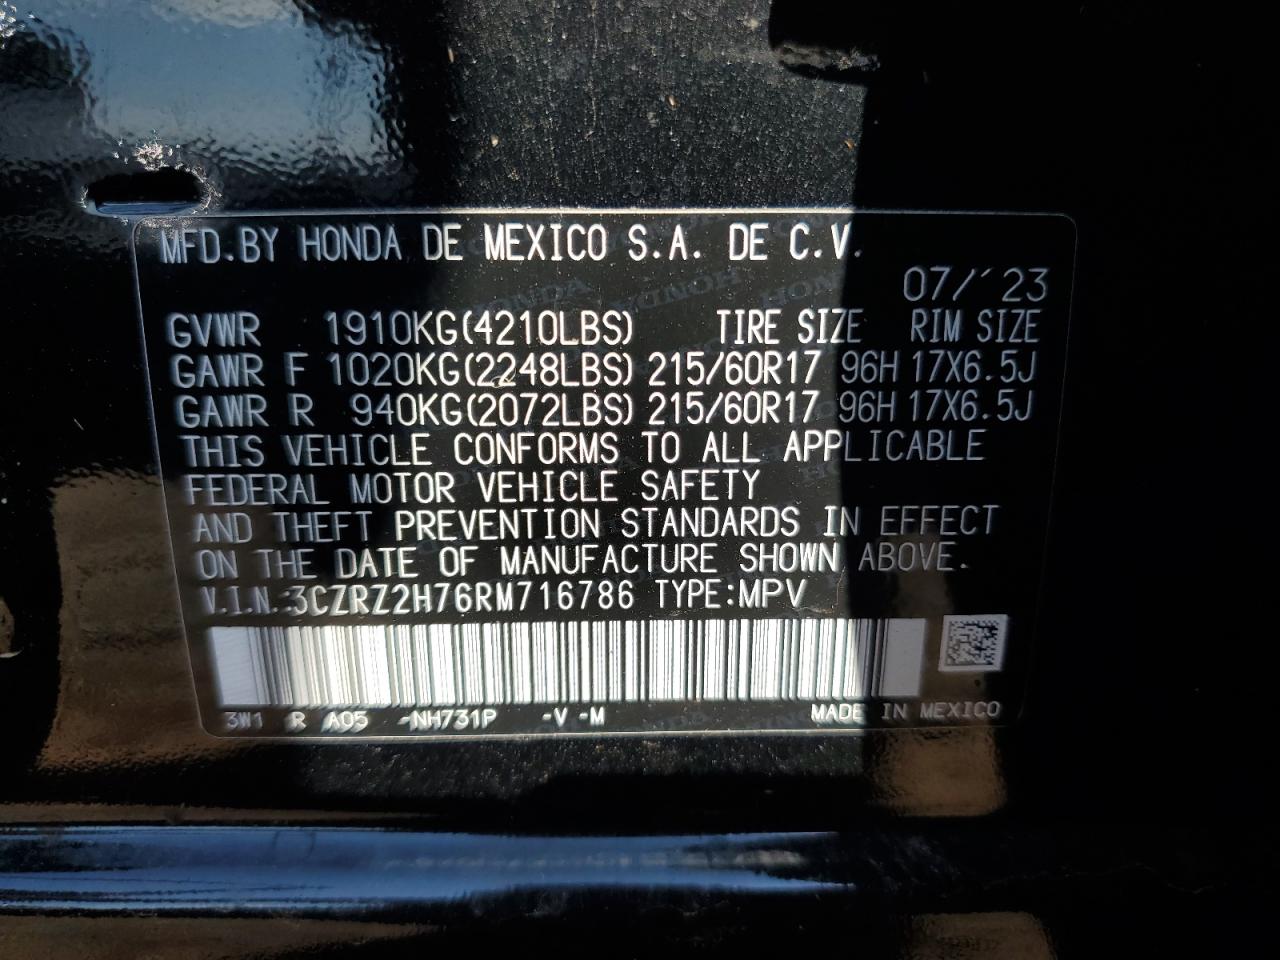 MFD.BY HONDA DE MEXICO S.A. DE C.V.
07/´23
GVWR 1910KG(4210LBS) TIRE SIZE RIM SIZE
GAWR F 1020KG(2248LBS) 215/60R17 96H 17X6.5J
GAWR R 940KG(2072LBS) 215/60R17 96H 17X6.5J
THIS VEHICLE CONFORMS TO ALL APPLICABLE
FEDERAL MOTOR VEHICLE SAFETY
AND THEFT PREVENTION STANDARDS IN EFFECT
ON THE DATE OF MANUFACTURE SHOWN ABOVE.
V.I.N.:3CZRZ2H76RM716786 TYPE:MPV
3W1 R A05 -NH731P -V -M MADE IN MEXICO